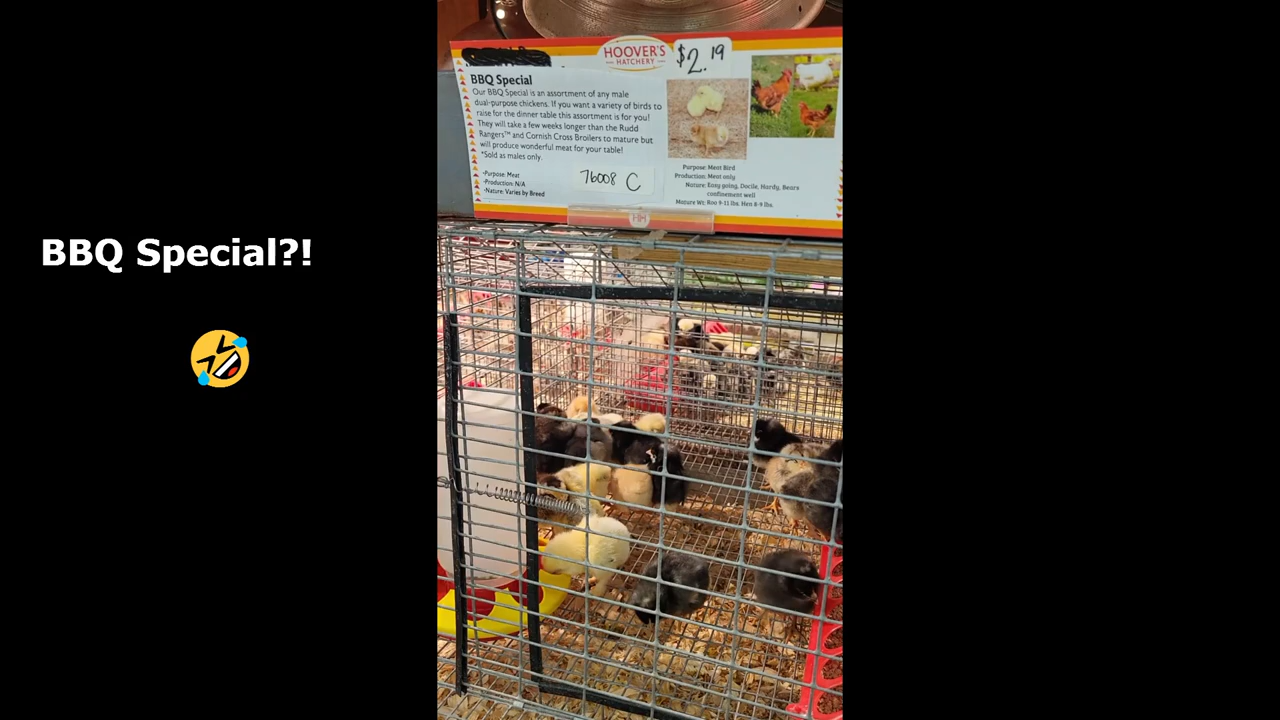 BBQ Special?!
HOOVER'S
HATCHERY
$2.19
BBQ Special
Our BBQ Special is an assortment of any male
dual-purpose chickens. If you want a variety of birds to
raise for the dinner table this assortment is for you!
They will take a few weeks longer than the Rudd
Rangers™ and Cornish Cross Broilers to mature but
will produce wonderful meat for your table!
*Sold as males only.
-Purpose: Meat
-Production: N/A
-Nature: Varies by Breed
76008 C
Purpose: Meat Bird
Production: Meat only
Nature: Easy going, Docile, Hardy, Bears
confinement well
Mature Wt: Roo 9-11 lbs. Hen 8-9 lbs.